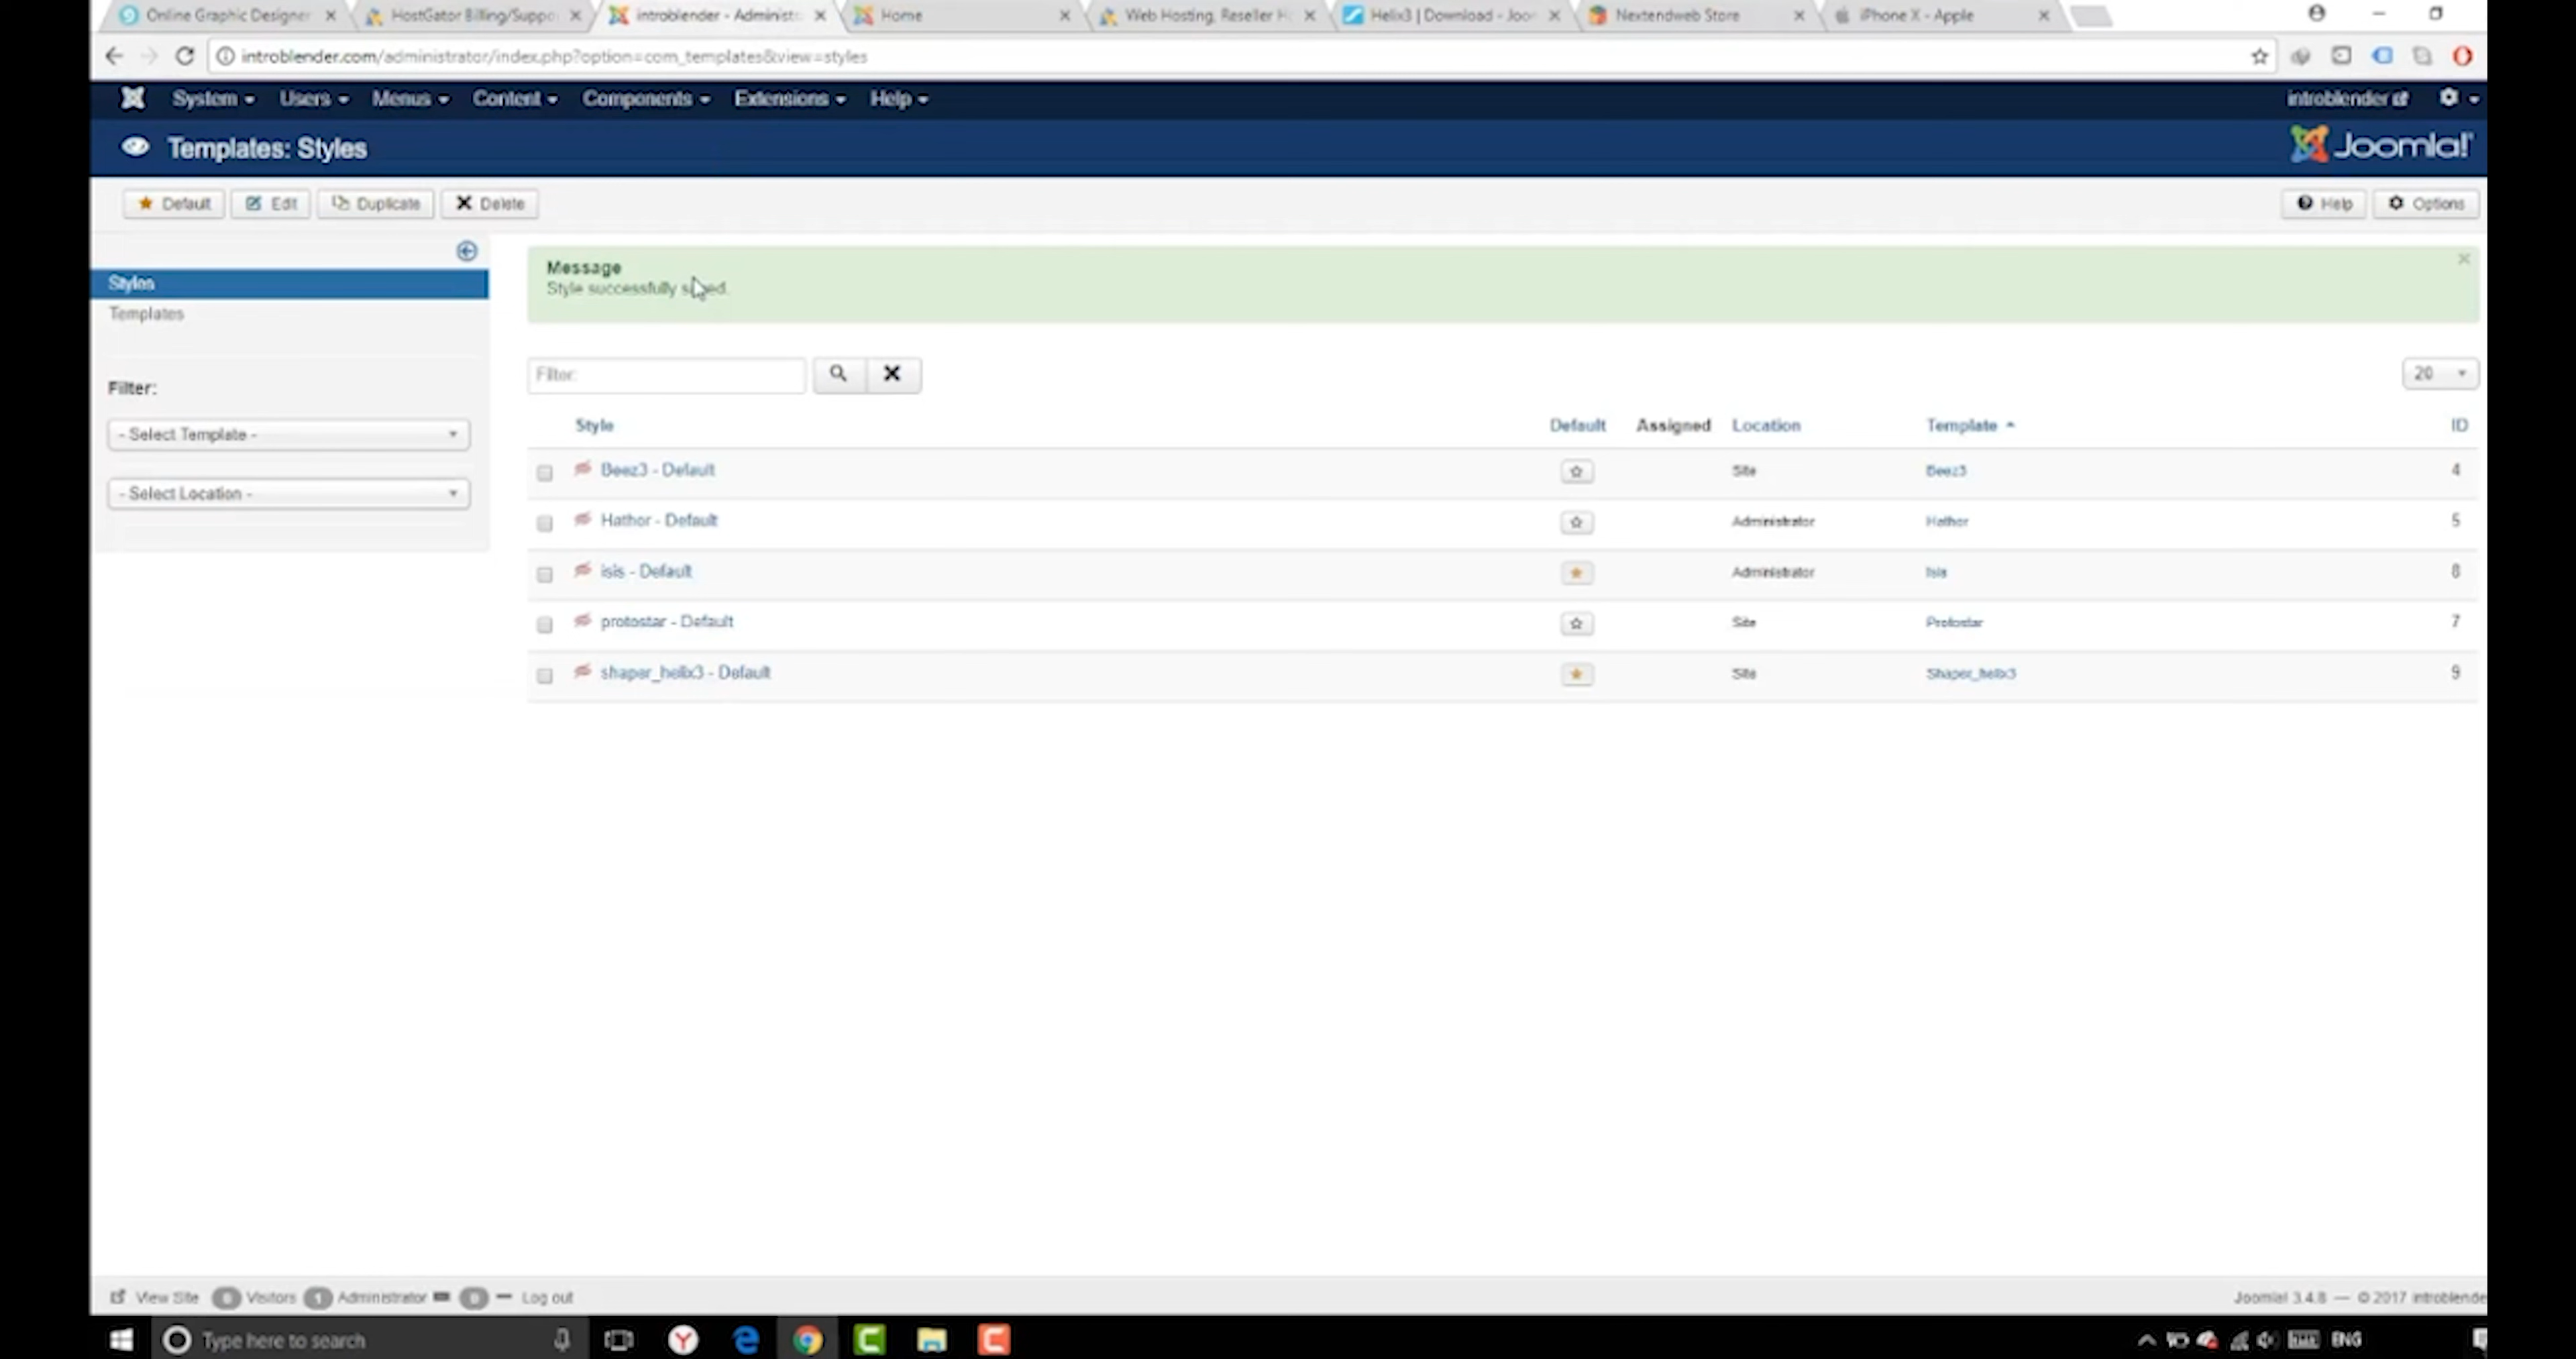 Online Graphic Designer
HostGator Billing/Suppo
introblender - Administ
Home
Web Hosting, Reseller H
Helix3 | Download - Joo
Nextendweb Store
iPhone X - Apple
introblender.com/administrator/index.php?option=com_templates&view=styles
System Users Menus Content Components Extensions Help
introblender
Templates: Styles
Joomla!
Default Edit Duplicate Delete
Help Options
Styles
Templates
Filter:
- Select Template -
- Select Location -
Message
Style successfully
Filter:
20
Style Default Assigned Location Template ID
Beez3 - Default Site Beez3 4
Hathor - Default Administrator Hathor 5
isis - Default Administrator Isis 8
protostar - Default Site Protostar 7
shaper_helix3 - Default Site Shaper_helix3 9
View Site Visitors 1 Administrator Log out
Joomla! 3.4.8 — © 2017 introblende
Type here to search
ENG